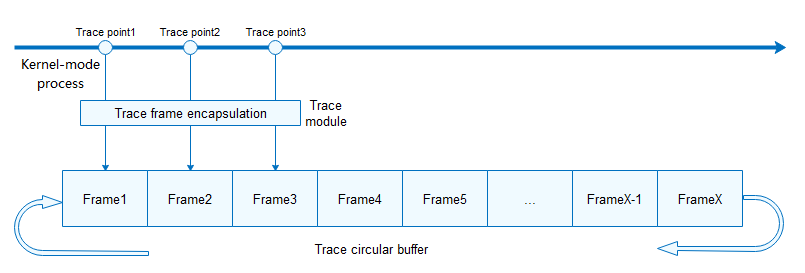 Trace point1 Trace point2 Trace point3
Kernel-mode
process
Trace frame encapsulation
Trace
module
Frame1 Frame2 Frame3 Frame4 Frame5 ... FrameX-1 FrameX
Trace circular buffer